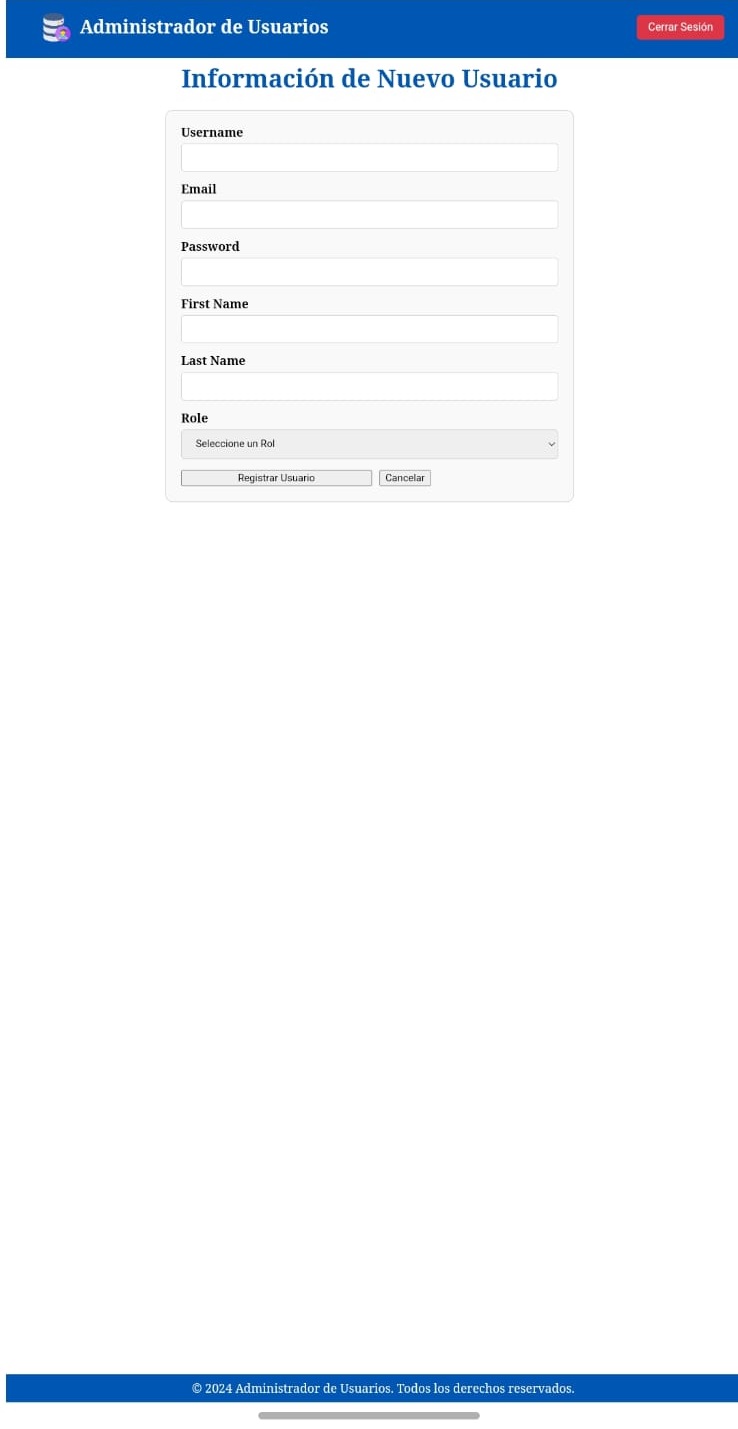 Administrador de Usuarios
Cerrar Sesión
Información de Nuevo Usuario
Username
Email
Password
First Name
Last Name
Role
Seleccione un Rol
Registrar Usuario
Cancelar
© 2024 Administrador de Usuarios. Todos los derechos reservados.